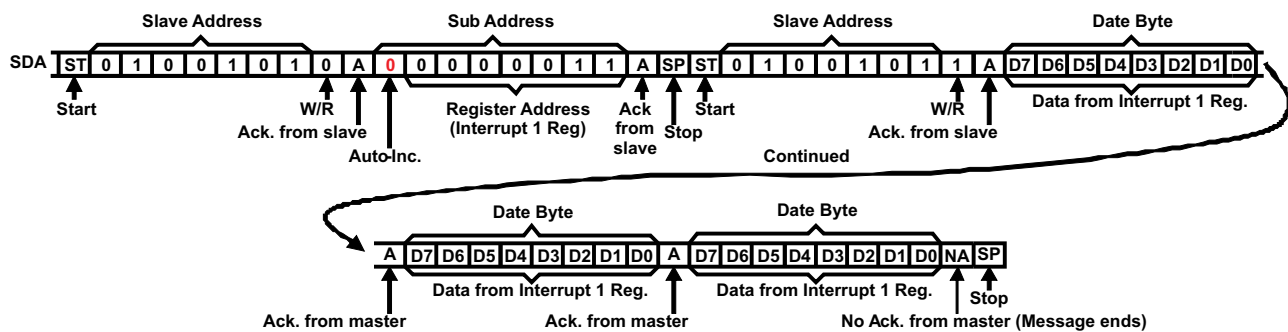 Slave Address Sub Address Slave Address Date Byte
SDA ST 0 1 0 0 1 0 1 0 A 0 0 0 0 0 0 1 1 A SP ST 0 1 0 0 1 0 1 1 A D7 D6 D5 D4 D3 D2 D1 D0
Start W/R Register Address Ack Start W/R Data from Interrupt 1 Reg.
Ack. from slave (Interrupt 1 Reg) from Stop Ack. from slave
slave
Auto-Inc. Continued
Date Byte Date Byte
A D7 D6 D5 D4 D3 D2 D1 D0 A D7 D6 D5 D4 D3 D2 D1 D0 NA SP
Data from Interrupt 1 Reg. Data from Interrupt 1 Reg. Stop
Ack. from master Ack. from master No Ack. from master (Message ends)